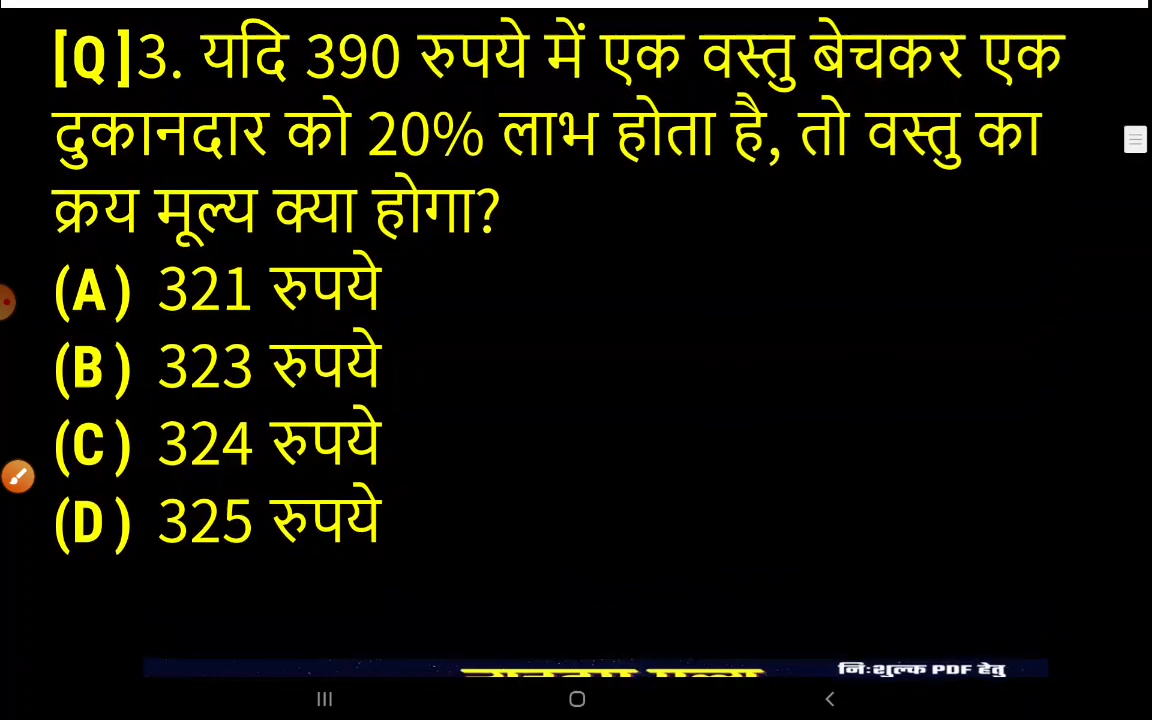 [Q]3. यदि 390 रुपये में एक वस्तु बेचकर एक
दुकानदार को 20% लाभ होता है, तो वस्तु का
क्रय मूल्य क्या होगा?
(A) 321 रुपये
(B) 323 रुपये
(C) 324 रुपये
(D) 325 रुपये
निःशुल्क PDF हेतु